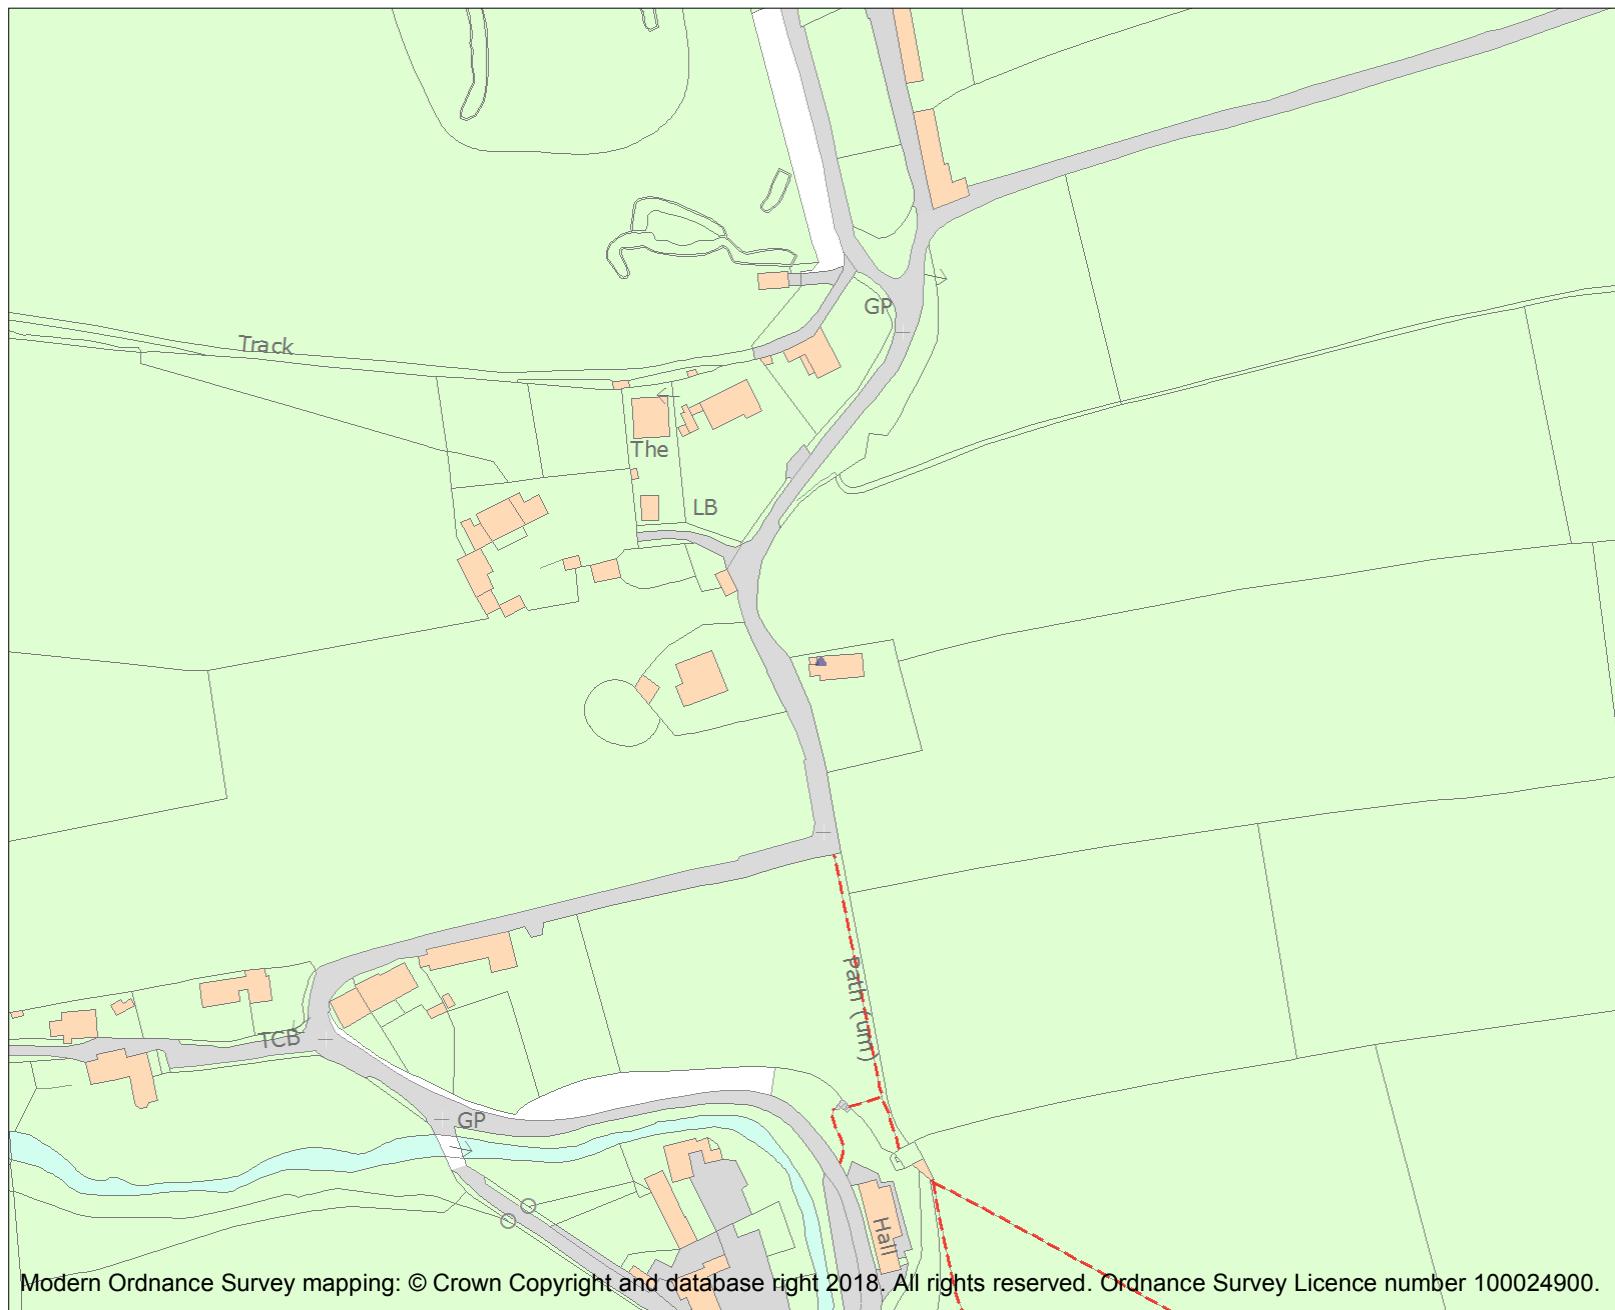 GP
Track
The
LB
Path (um)
TCB
GP
Hall
Modern Ordnance Survey mapping: © Crown Copyright and database right 2018. All rights reserved. Ordnance Survey Licence number 100024900.